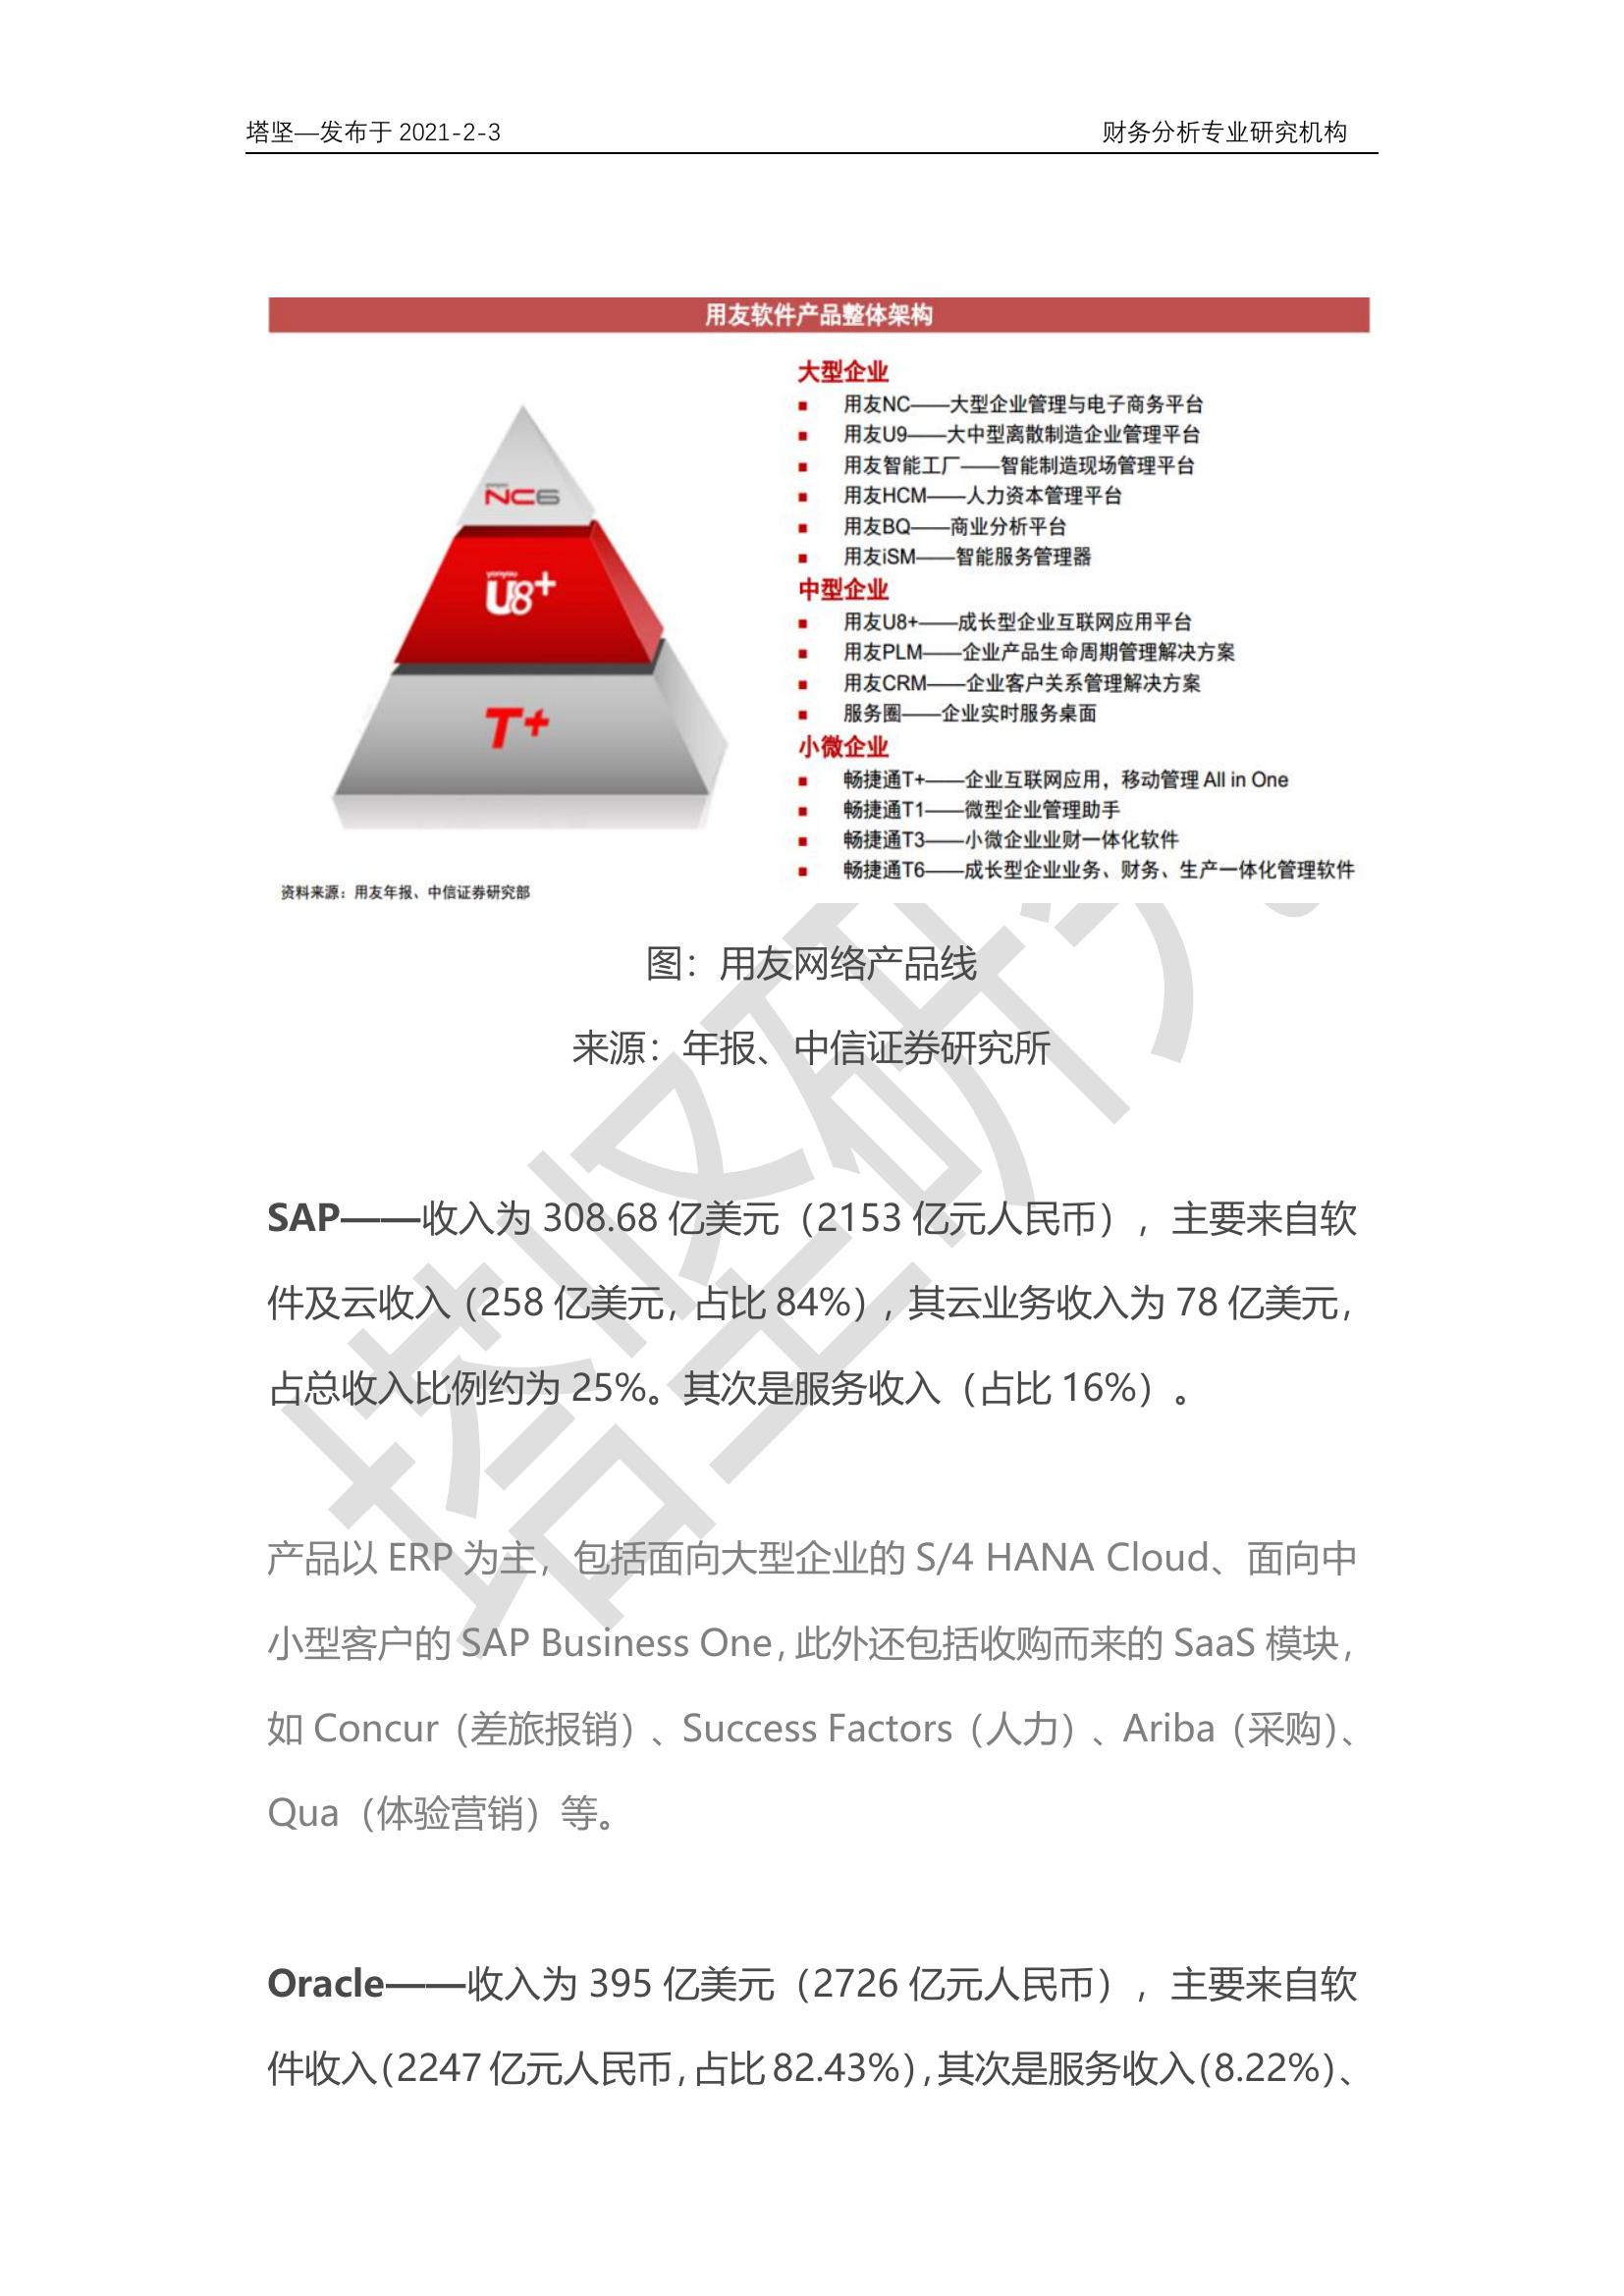 塔坚—发布于 2021-2-3 财务分析专业研究机构
用友软件产品整体架构
NC6
yonyou
U8+
T+
大型企业
■ 用友NC——大型企业管理与电子商务平台
■ 用友U9——大中型离散制造企业管理平台
■ 用友智能工厂——智能制造现场管理平台
■ 用友HCM——人力资本管理平台
■ 用友BQ——商业分析平台
■ 用友iSM——智能服务管理器
中型企业
■ 用友U8+——成长型企业互联网应用平台
■ 用友PLM——企业产品生命周期管理解决方案
■ 用友CRM——企业客户关系管理解决方案
■ 服务圈——企业实时服务桌面
小微企业
■ 畅捷通T+——企业互联网应用，移动管理 All in One
■ 畅捷通T1——微型企业管理助手
■ 畅捷通T3——小微企业业财一体化软件
■ 畅捷通T6——成长型企业业务、财务、生产一体化管理软件
资料来源：用友年报、中信证券研究部
图：用友网络产品线
来源：年报、中信证券研究所
SAP——收入为 308.68 亿美元（2153 亿元人民币），主要来自软
件及云收入（258 亿美元，占比 84%），其云业务收入为 78 亿美元，
占总收入比例约为 25%。其次是服务收入（占比 16%）。
产品以 ERP 为主，包括面向大型企业的 S/4 HANA Cloud、面向中
小型客户的 SAP Business One，此外还包括收购而来的 SaaS 模块，
如 Concur（差旅报销）、Success Factors（人力）、Ariba（采购）、
Qua（体验营销）等。
Oracle——收入为 395 亿美元（2726 亿元人民币），主要来自软
件收入（2247 亿元人民币，占比 82.43%），其次是服务收入（8.22%）、
塔坚研